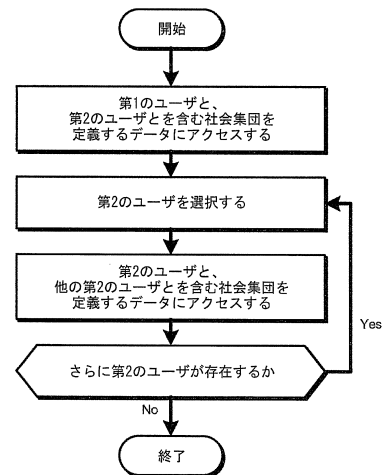 開始
第1のユーザと、
第2のユーザとを含む社会集団を
定義するデータにアクセスする
第2のユーザを選択する
第2のユーザと、
他の第2のユーザとを含む社会集団を
定義するデータにアクセスする
Yes
さらに第2のユーザが存在するか
No
終了